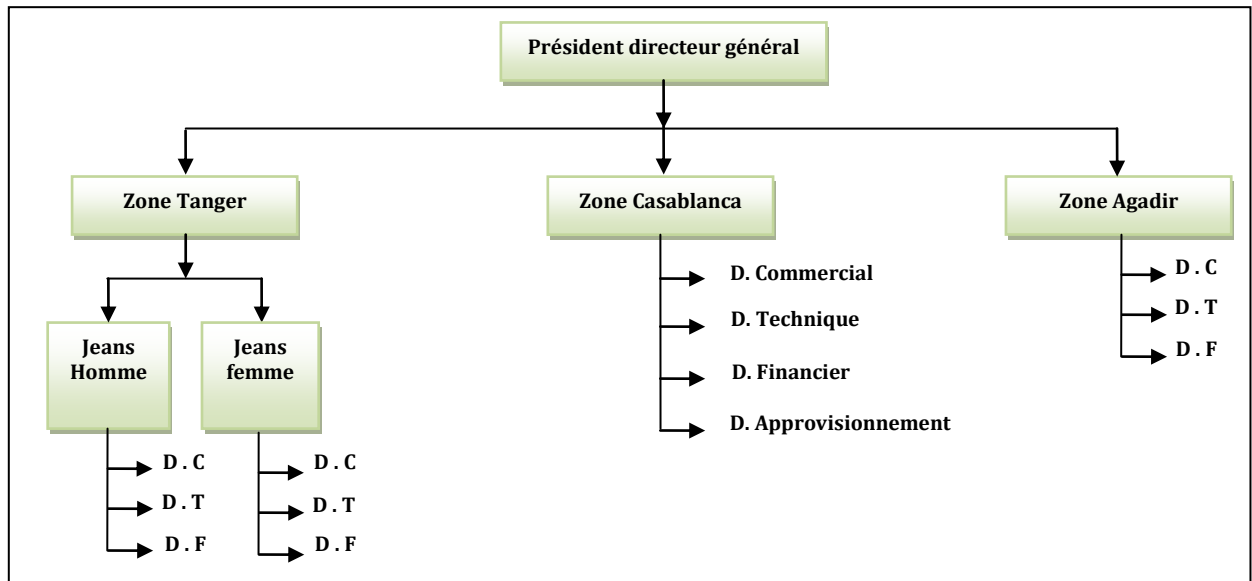 Président directeur général
Zone Tanger
Zone Casablanca
Zone Agadir
Jeans
Homme
Jeans
femme
D . C
D . T
D . F
D . C
D . T
D . F
D. Commercial
D. Technique
D. Financier
D. Approvisionnement
D . C
D . T
D . F